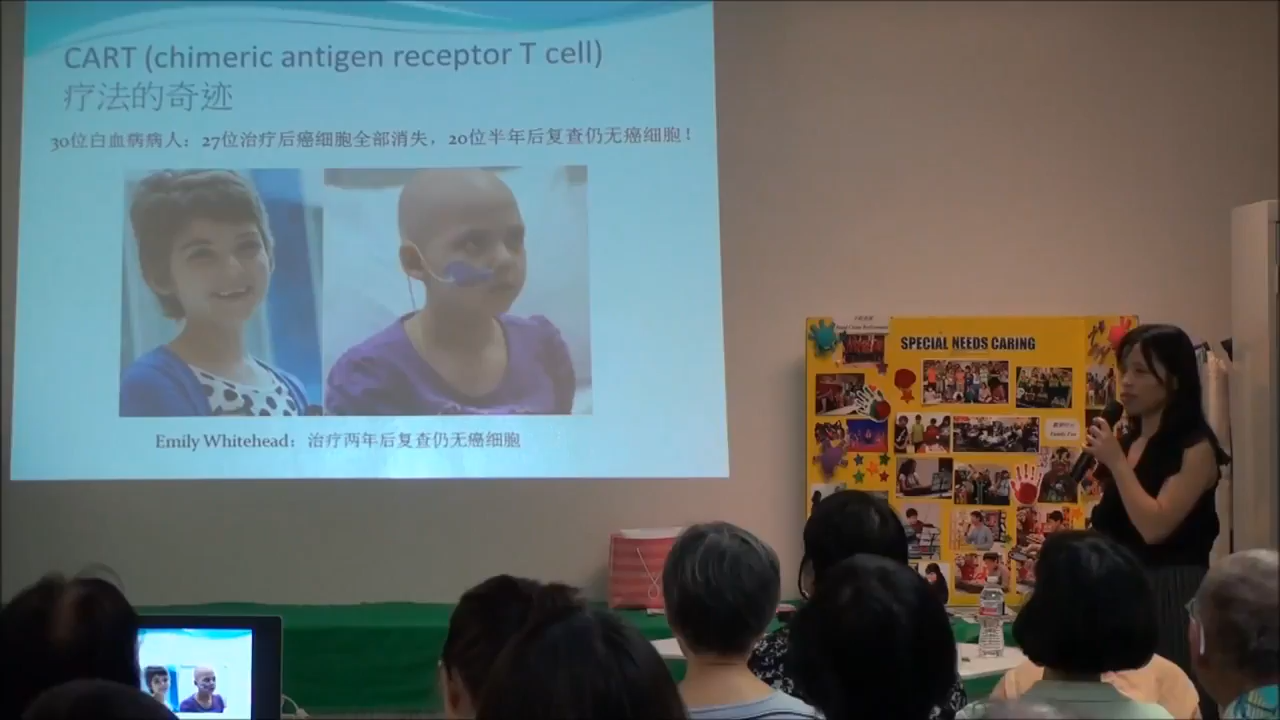 CART (chimeric antigen receptor T cell)
疗法的奇迹
30位白血病病人：27位治疗后癌细胞全部消失，20位半年后复查仍无癌细胞！
Emily Whitehead：治疗两年后复查仍无癌细胞
SPECIAL NEEDS CARING